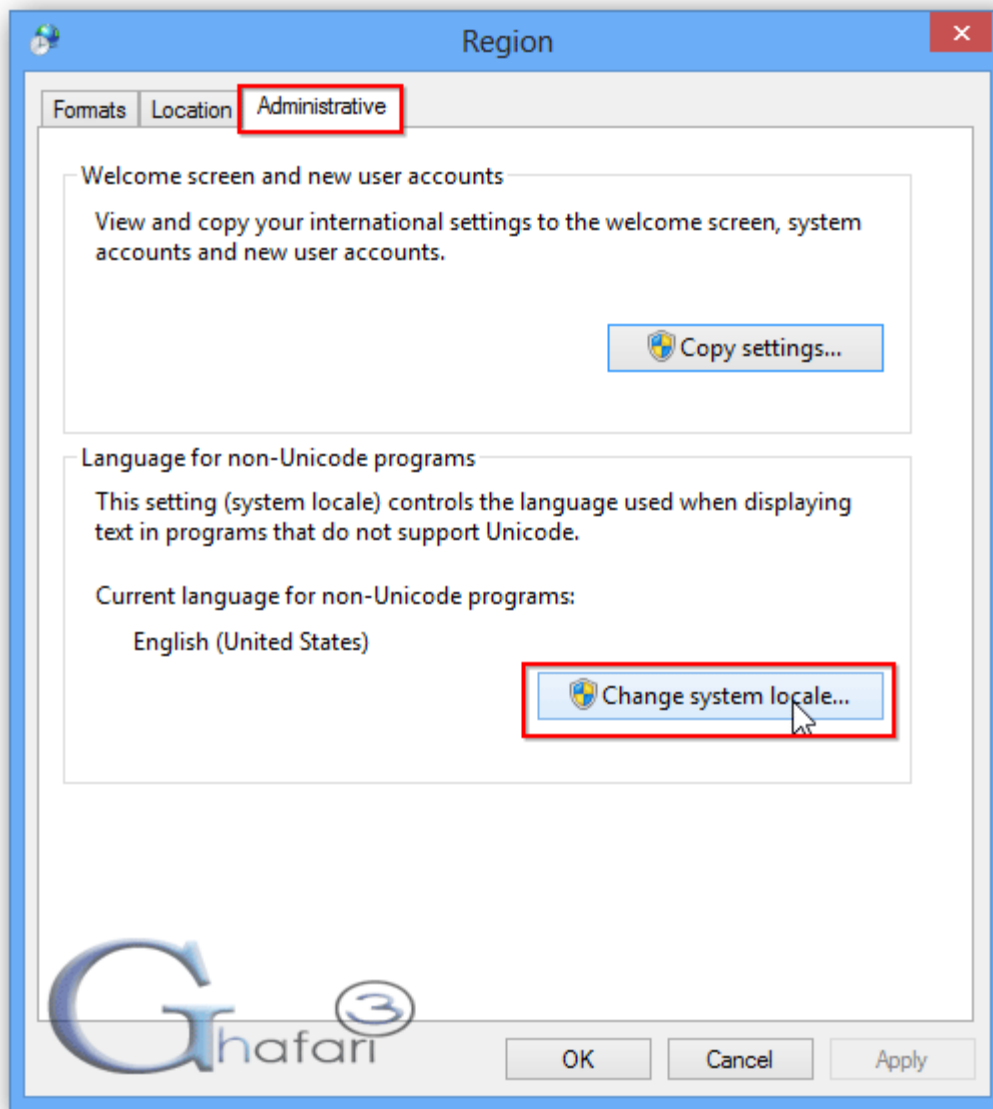 Region
Formats Location Administrative
Welcome screen and new user accounts
View and copy your international settings to the welcome screen, system
accounts and new user accounts.
Copy settings...
Language for non-Unicode programs
This setting (system locale) controls the language used when displaying
text in programs that do not support Unicode.
Current language for non-Unicode programs:
English (United States)
Change system locale...
Ghafari 3
OK Cancel Apply